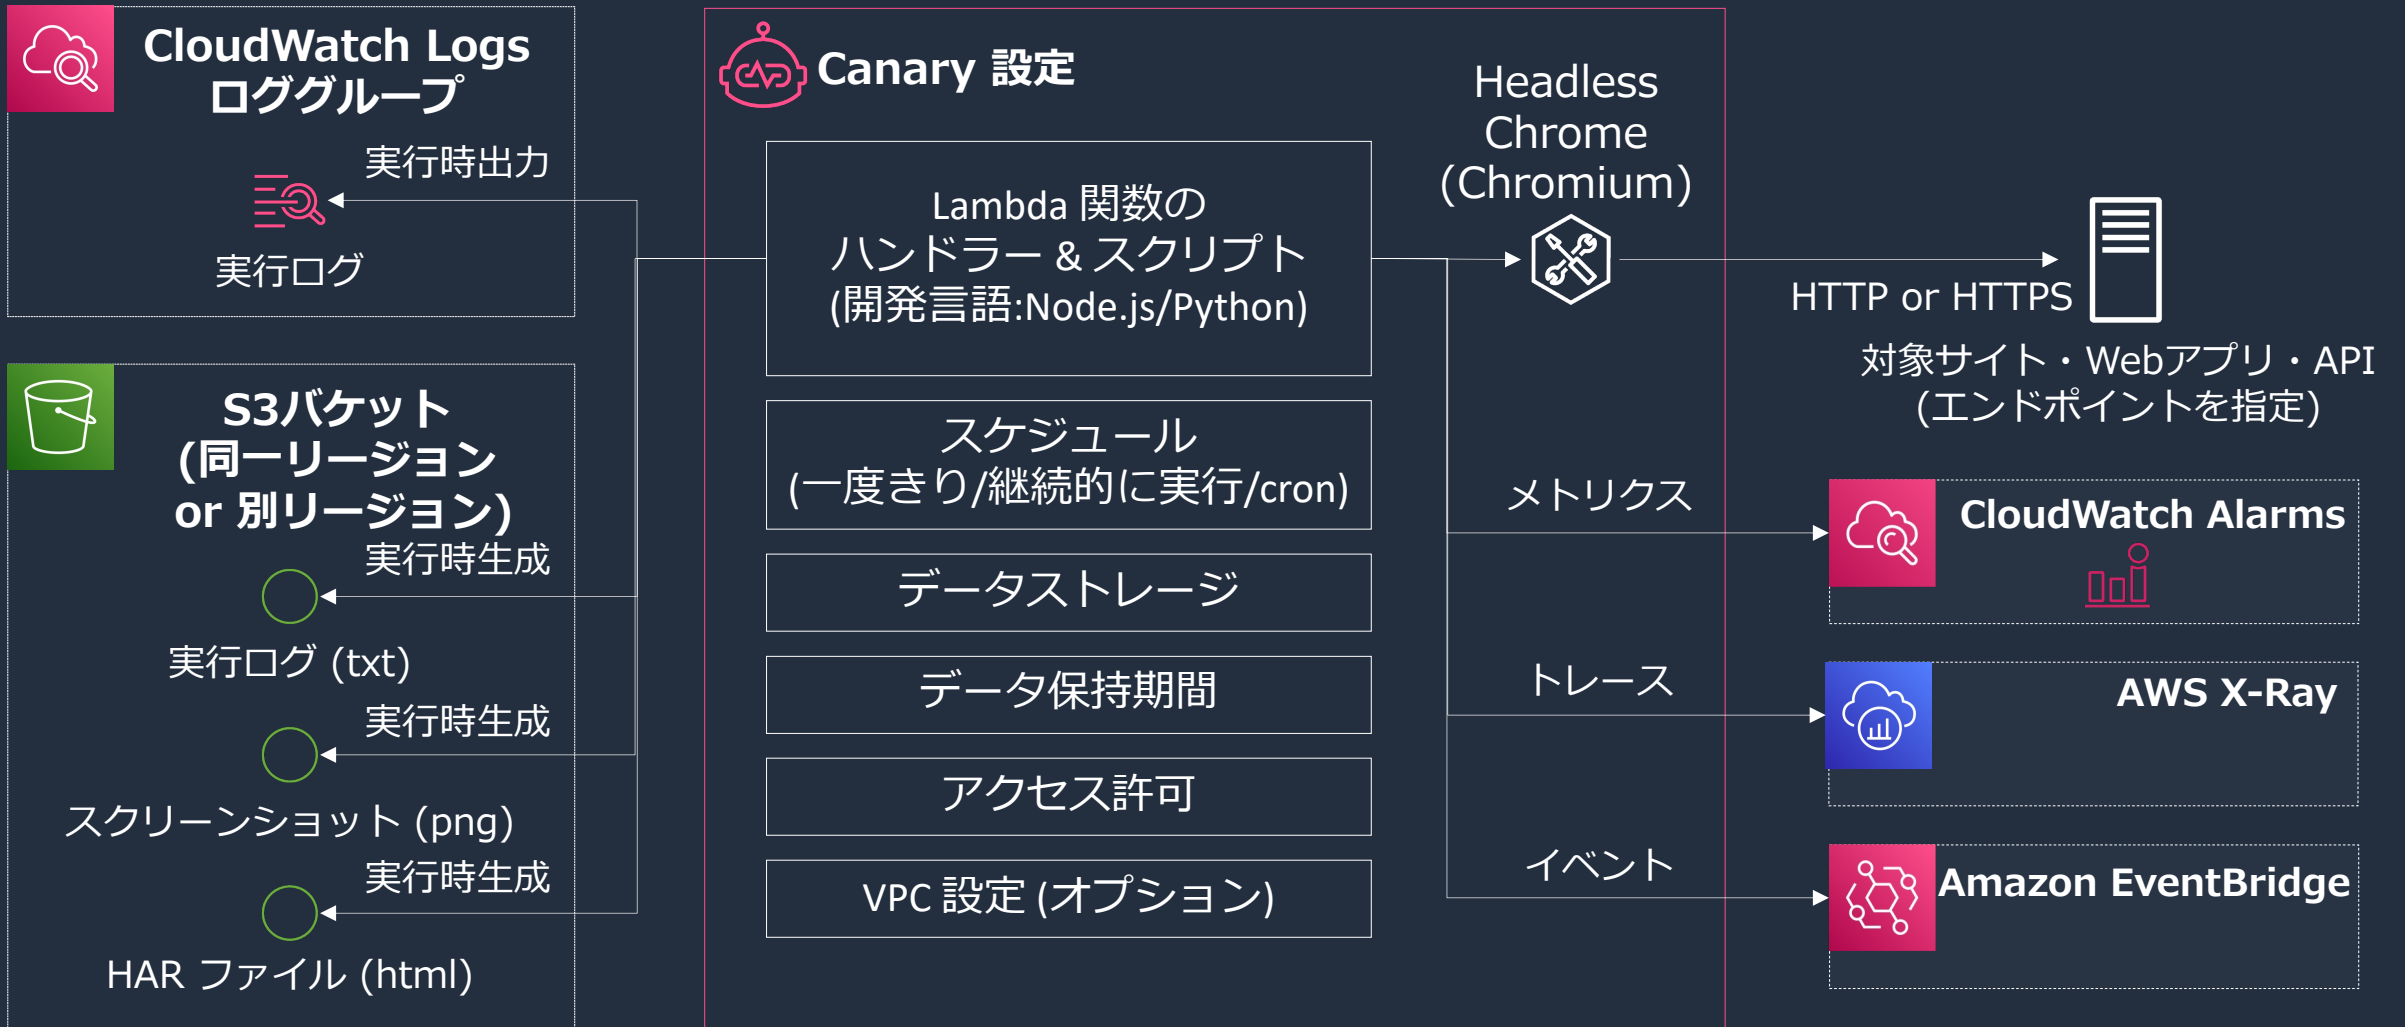 CloudWatch Logs
ロググループ
実行時出力
実行ログ
S3バケット
(同一リージョン
or 別リージョン)
実行時生成
実行ログ (txt)
実行時生成
スクリーンショット (png)
実行時生成
HAR ファイル (html)
Canary 設定
Lambda 関数の
ハンドラー & スクリプト
(開発言語:Node.js/Python)
スケジュール
(一度きり/継続的に実行/cron)
データストレージ
データ保持期間
アクセス許可
VPC 設定 (オプション)
Headless
Chrome
(Chromium)
HTTP or HTTPS
対象サイト・Webアプリ・API
(エンドポイントを指定)
メトリクス
CloudWatch Alarms
トレース
AWS X-Ray
イベント
Amazon EventBridge